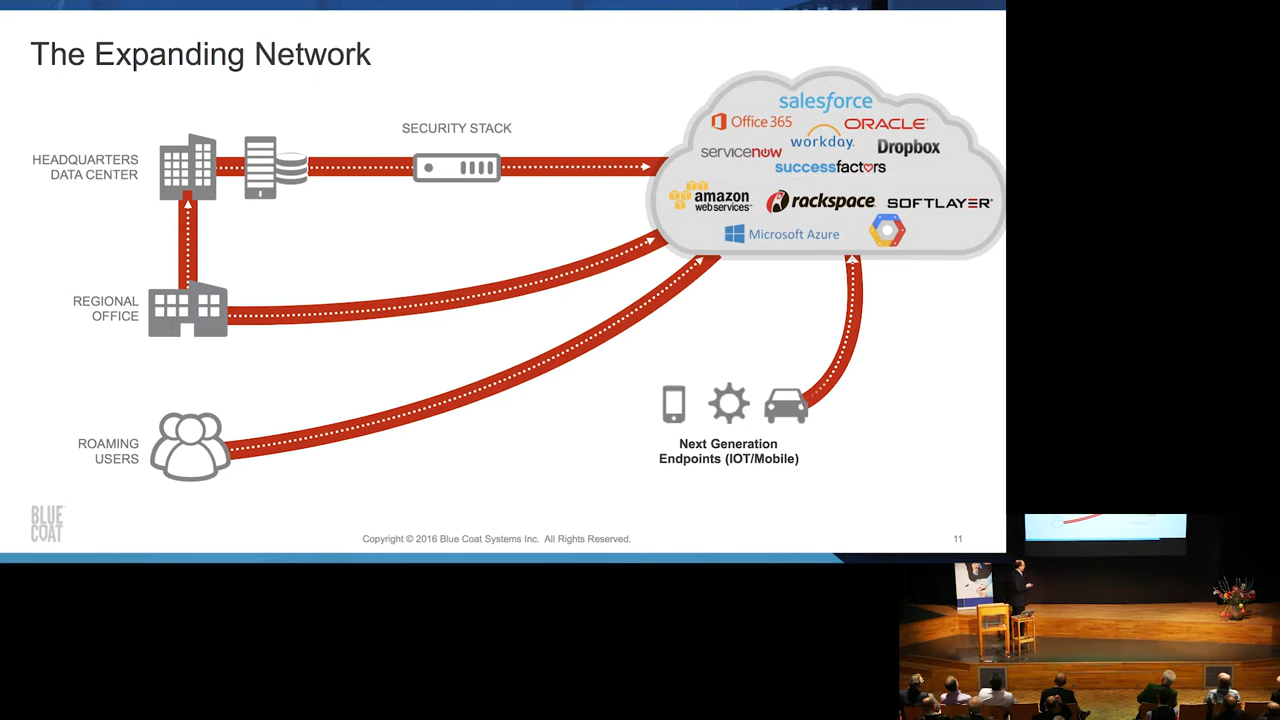 The Expanding Network
SECURITY STACK
HEADQUARTERS
DATA CENTER
REGIONAL
OFFICE
ROAMING
USERS
salesforce
Office 365
ORACLE
servicenow
workday
Dropbox
successfactors
amazon
web services
rackspace
SOFTLAYER
Microsoft Azure
Next Generation
Endpoints (IOT/Mobile)
BLUE
COAT
Copyright © 2016 Blue Coat Systems Inc. All Rights Reserved.
11